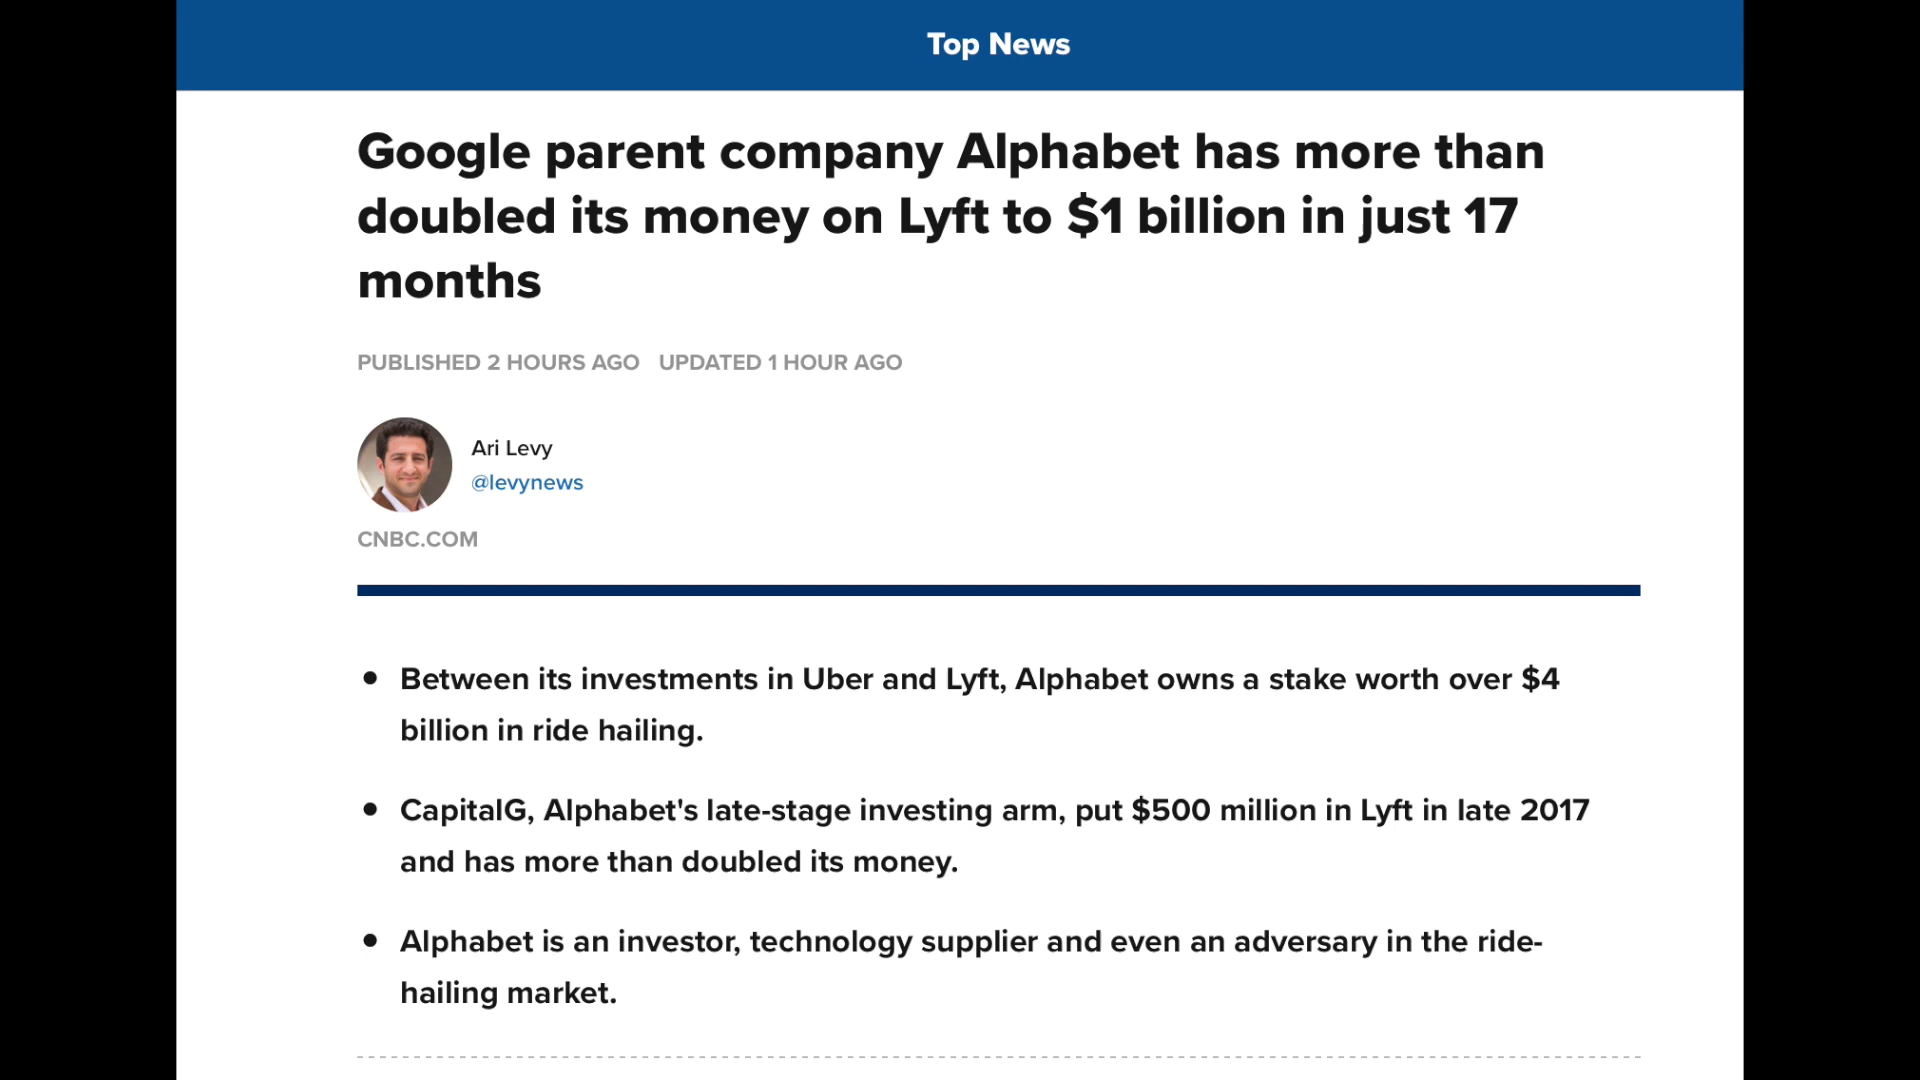 Top News
Google parent company Alphabet has more than
doubled its money on Lyft to $1 billion in just 17
months
PUBLISHED 2 HOURS AGO UPDATED 1 HOUR AGO
Ari Levy
@levynews
CNBC.COM
• Between its investments in Uber and Lyft, Alphabet owns a stake worth over $4
billion in ride hailing.
• CapitalG, Alphabet's late-stage investing arm, put $500 million in Lyft in late 2017
and has more than doubled its money.
• Alphabet is an investor, technology supplier and even an adversary in the ride-
hailing market.